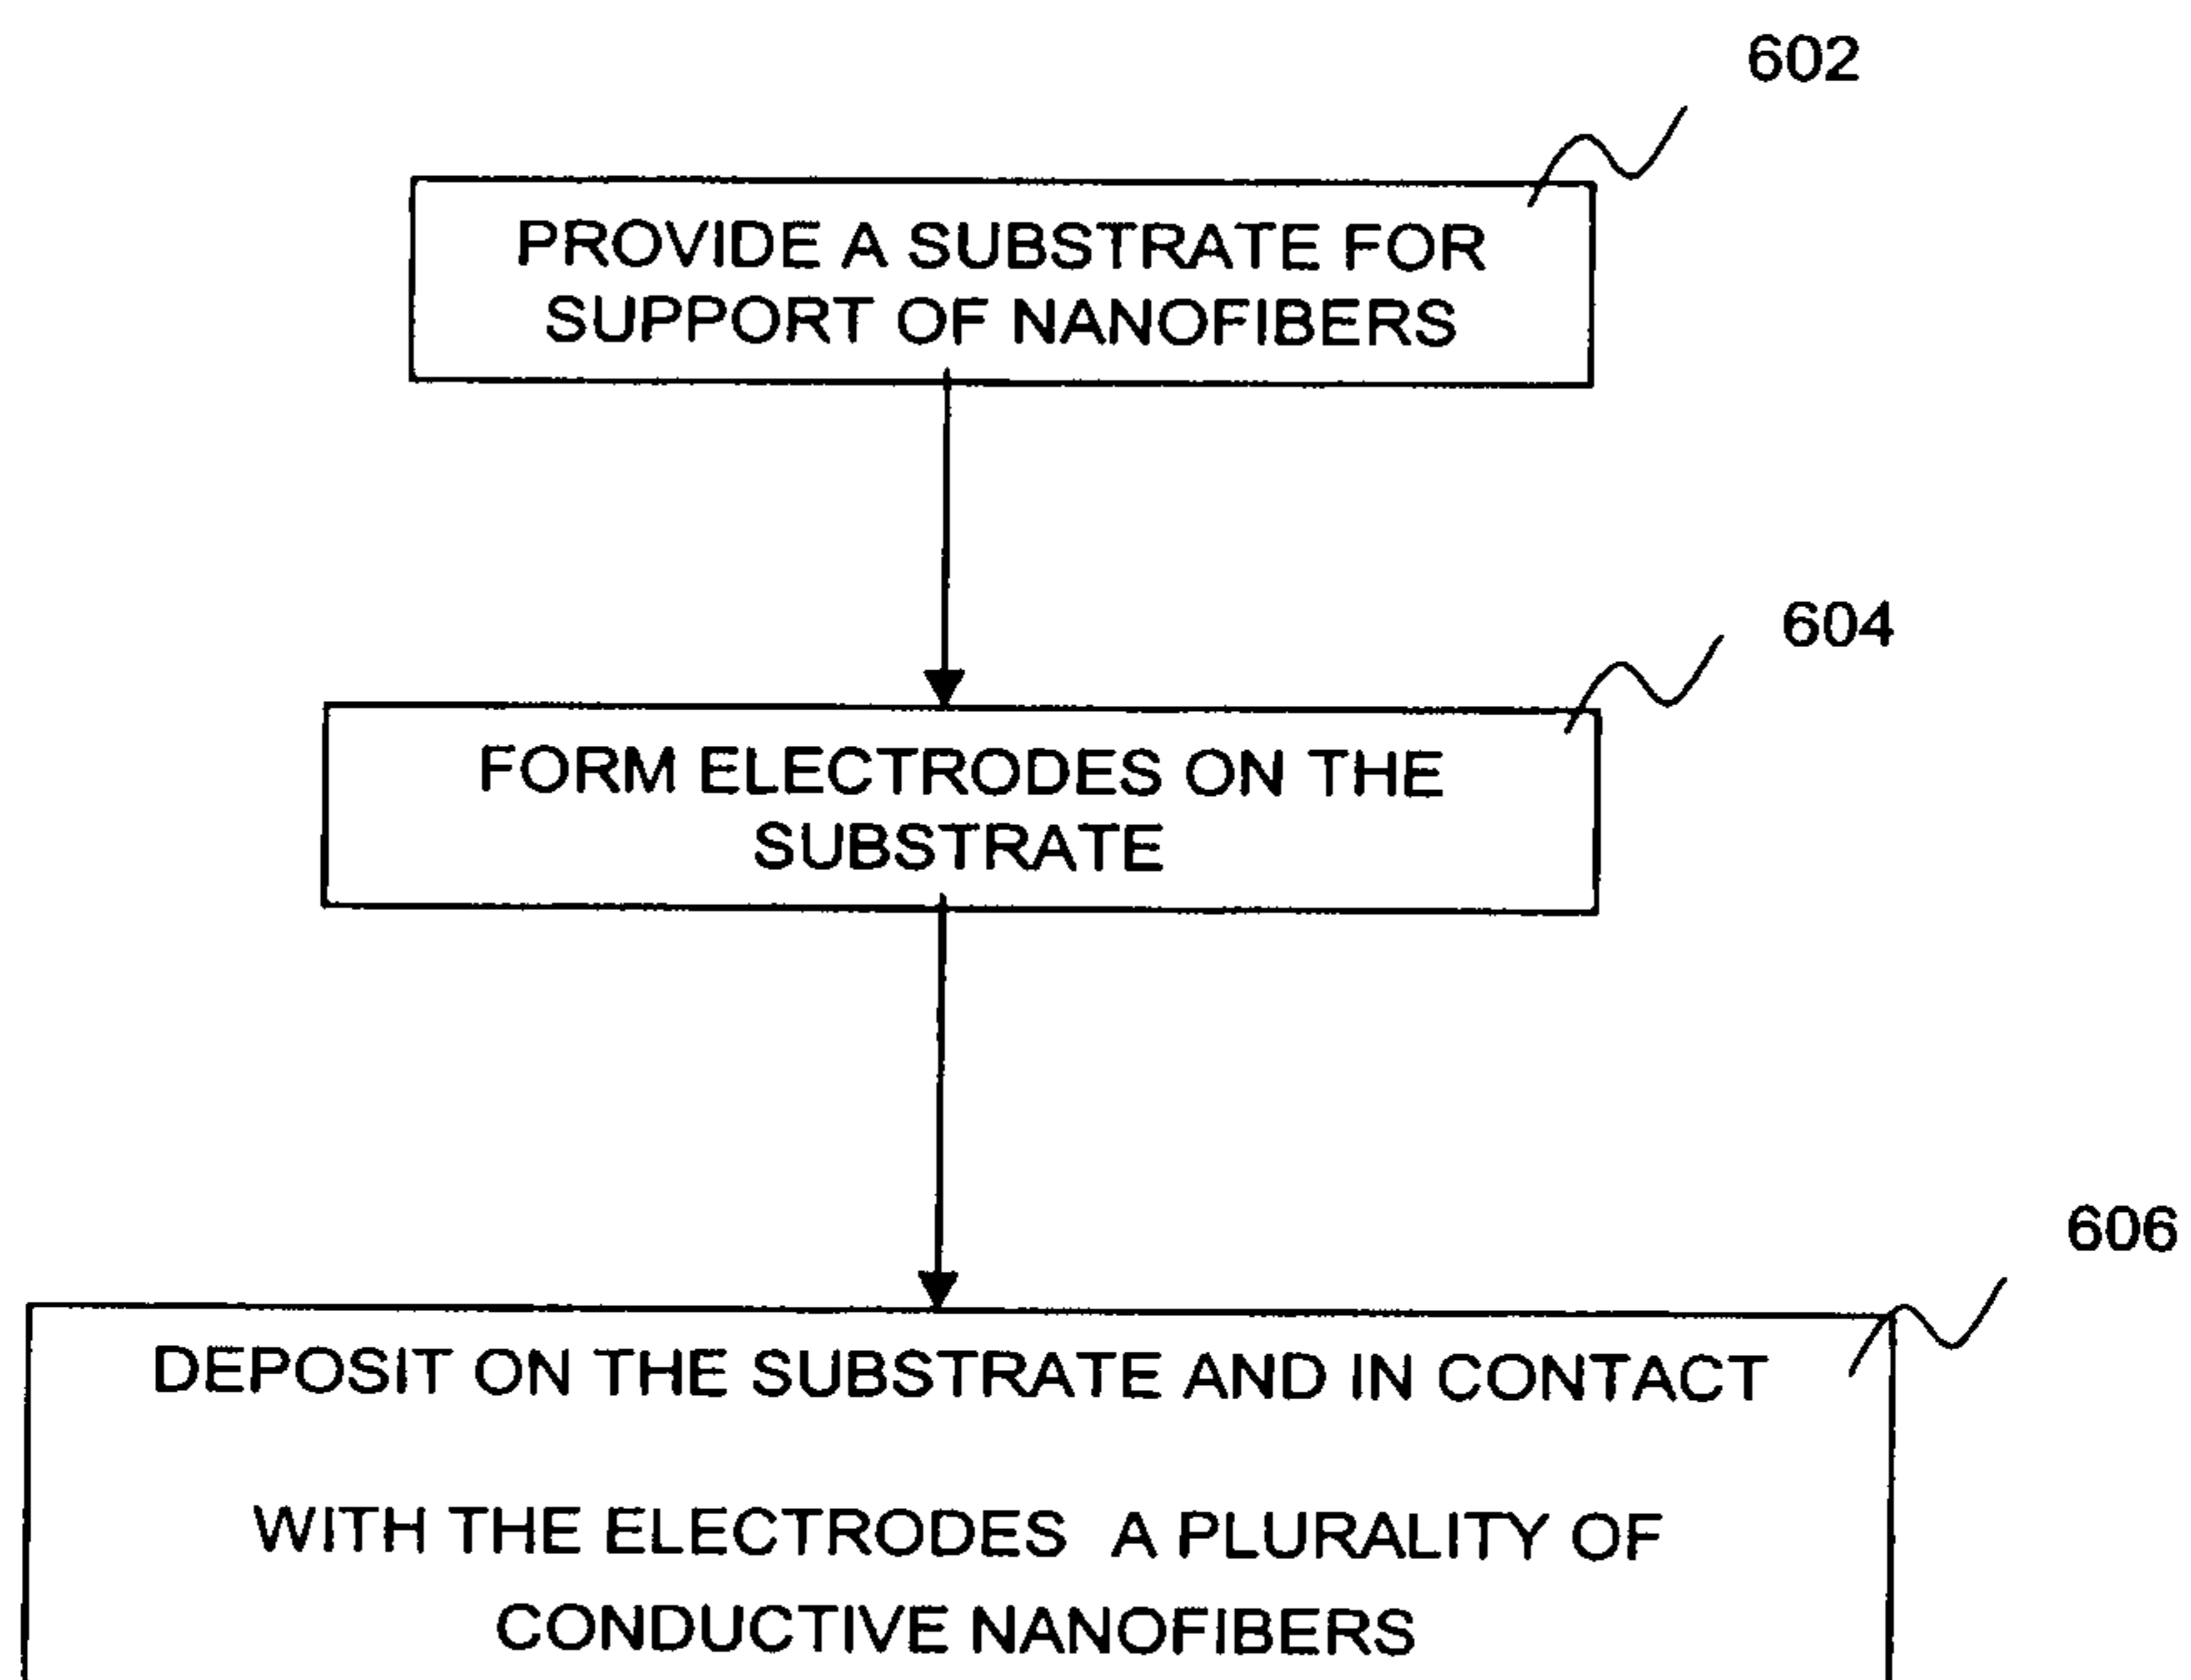 602
PROVIDE A SUBSTRATE FOR
SUPPORT OF NANOFIBERS
604
FORM ELECTRODES ON THE
SUBSTRATE
606
DEPOSIT ON THE SUBSTRATE AND IN CONTACT
WITH THE ELECTRODES A PLURALITY OF
CONDUCTIVE NANOFIBERS